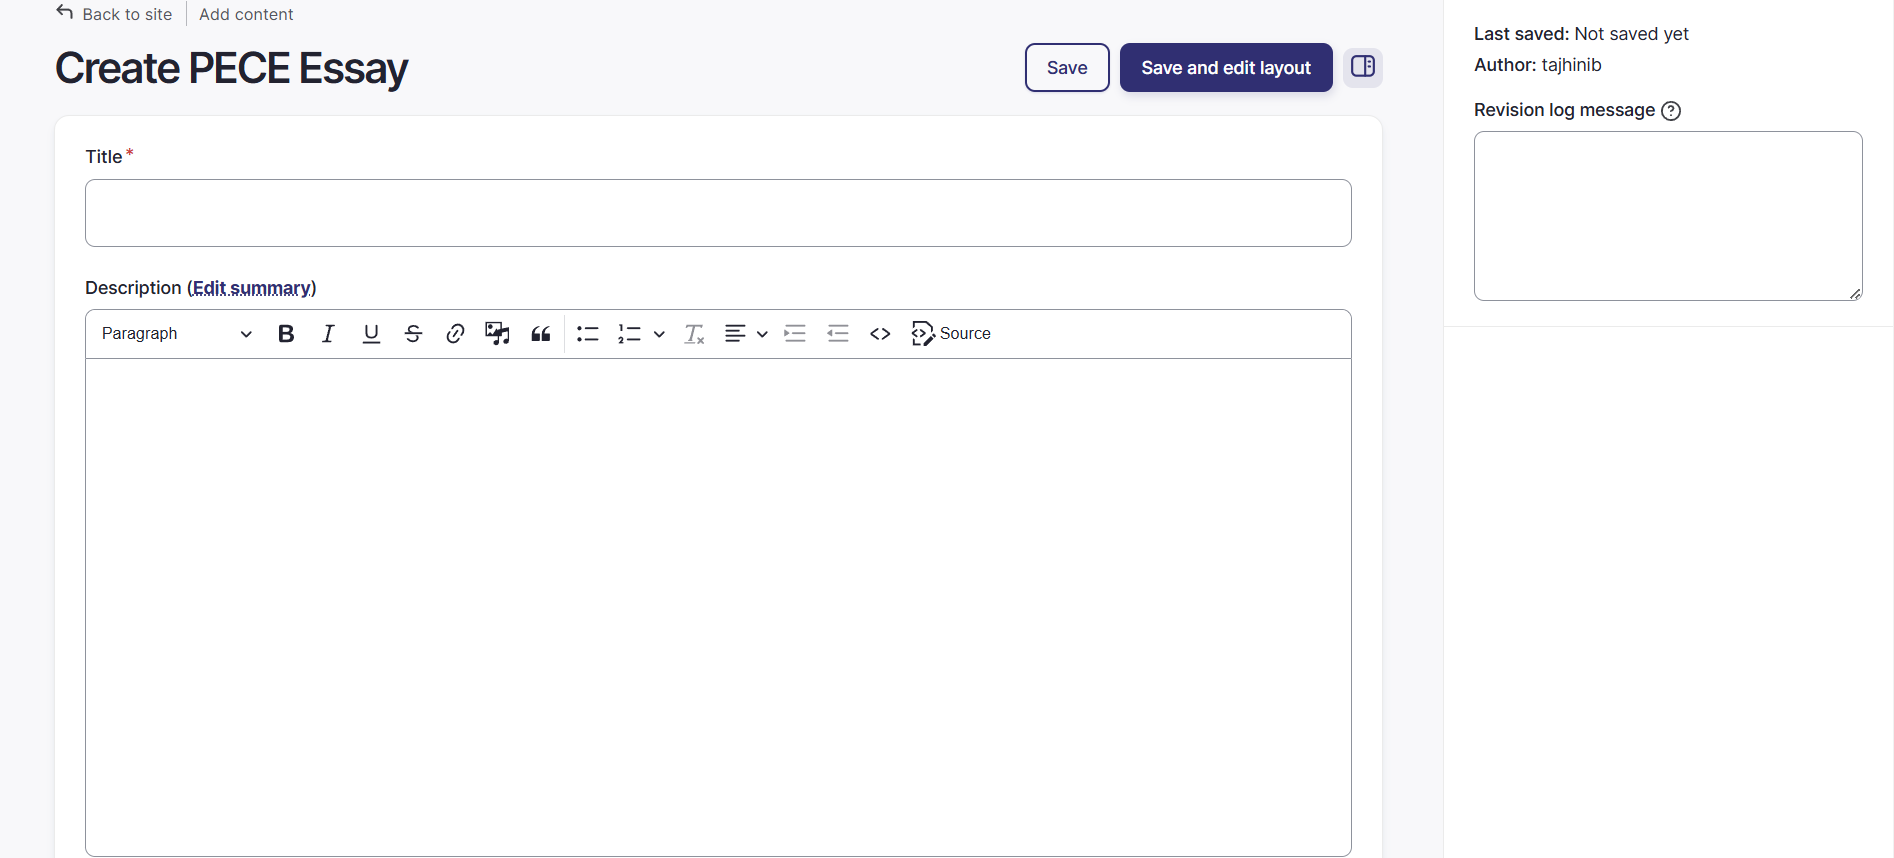 Back to site
Add content
Create PECE Essay
Save
Save and edit layout
Title*
Description (Edit summary)
Paragraph
Source
Last saved: Not saved yet
Author: tajhinib
Revision log message